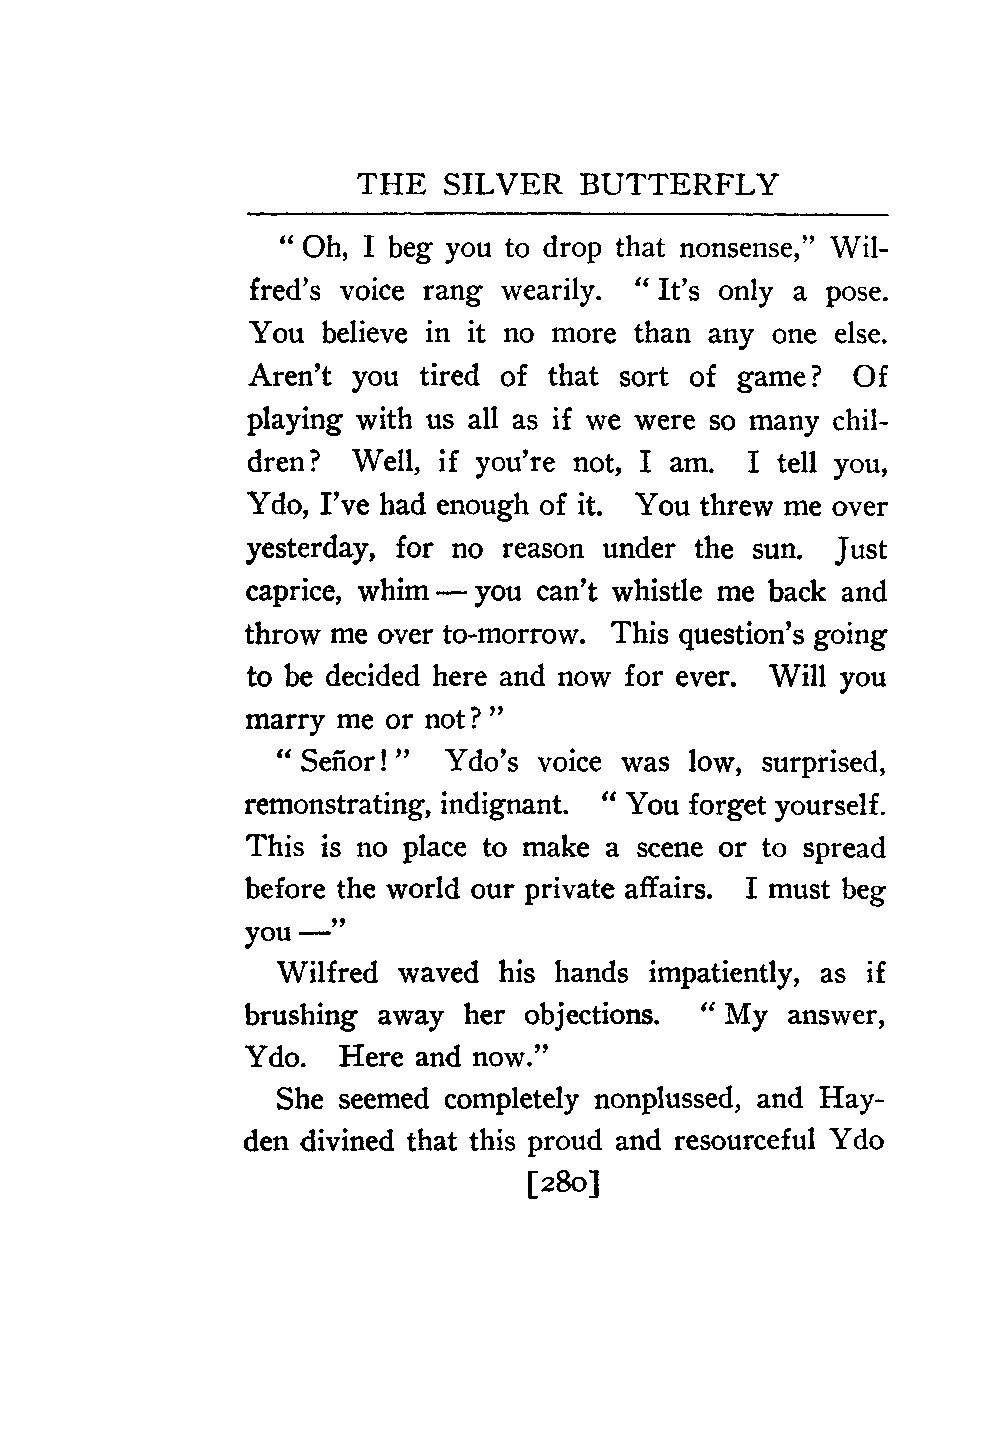 THE SILVER BUTTERFLY
“ Oh, I beg you to drop that nonsense,” Wil-
fred’s voice rang wearily. “ It’s only a pose.
You believe in it no more than any one else.
Aren’t you tired of that sort of game? Of
playing with us all as if we were so many chil-
dren? Well, if you’re not, I am. I tell you,
Ydo, I’ve had enough of it. You threw me over
yesterday, for no reason under the sun. Just
caprice, whim — you can’t whistle me back and
throw me over to-morrow. This question’s going
to be decided here and now for ever. Will you
marry me or not? ”
“ Señor! ” Ydo’s voice was low, surprised,
remonstrating, indignant. “ You forget yourself.
This is no place to make a scene or to spread
before the world our private affairs. I must beg
you —”
Wilfred waved his hands impatiently, as if
brushing away her objections. “ My answer,
Ydo. Here and now.”
She seemed completely nonplussed, and Hay-
den divined that this proud and resourceful Ydo
[280]